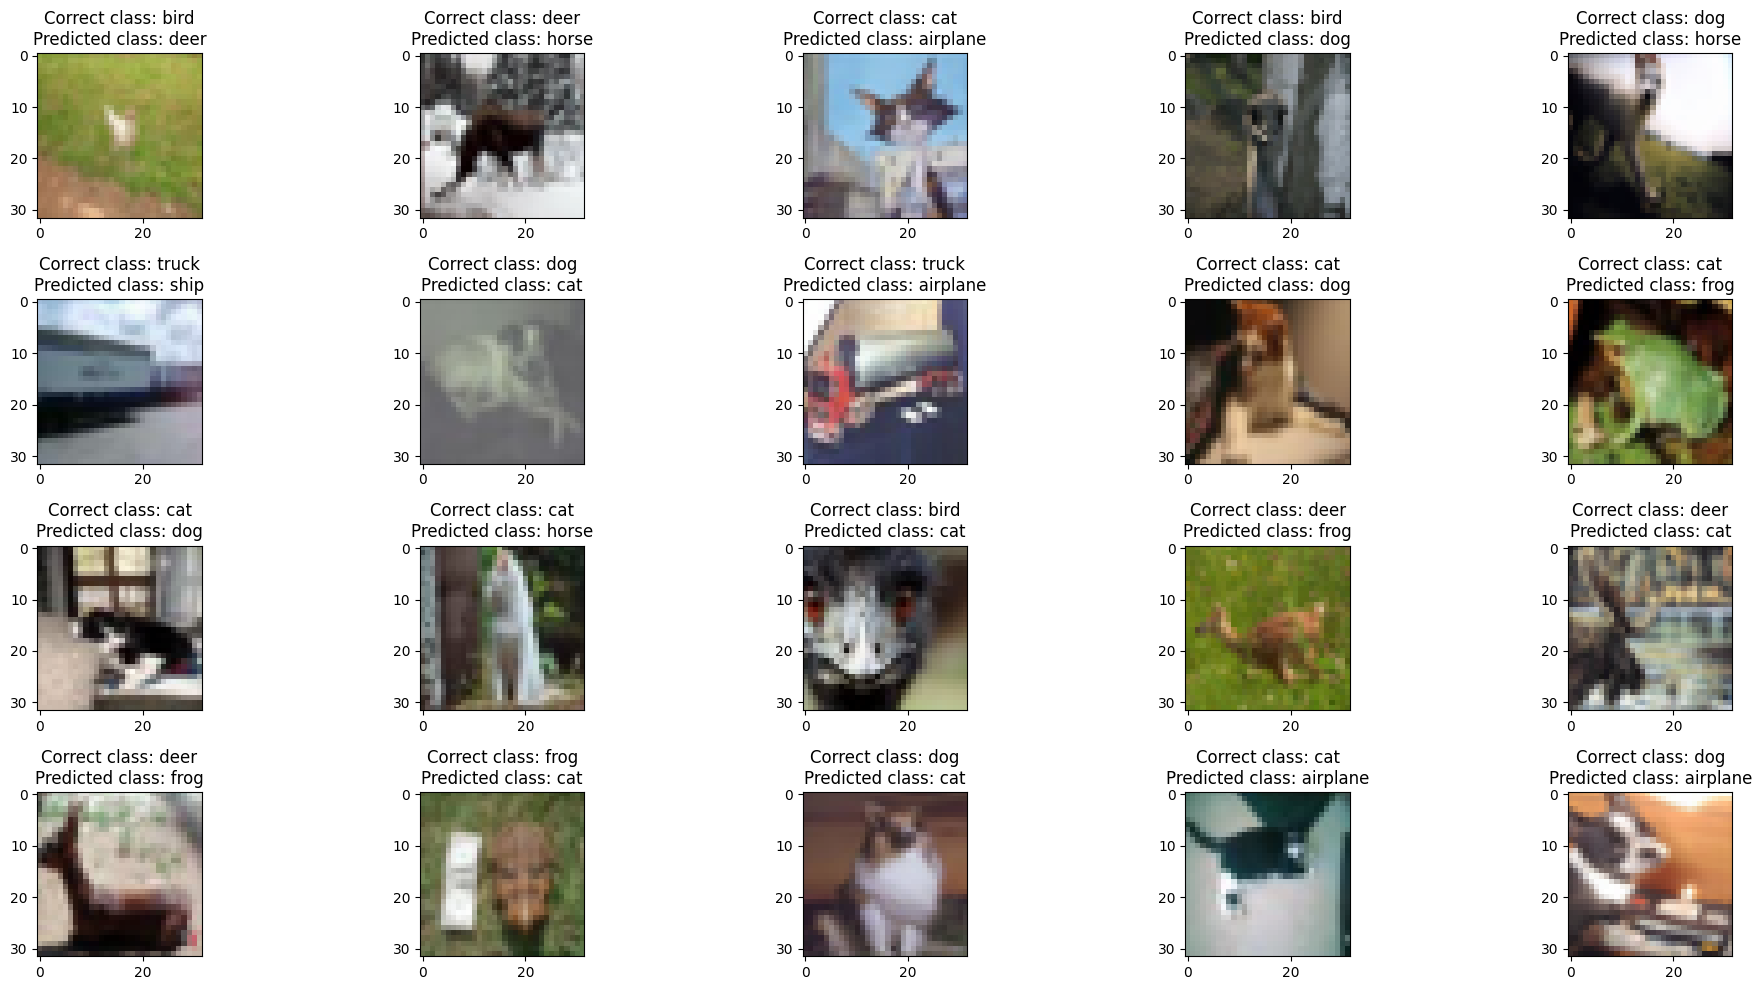 Correct class: bird
Predicted class: deer
Correct class: deer
Predicted class: horse
Correct class: cat
Predicted class: airplane
Correct class: bird
Predicted class: dog
Correct class: dog
Predicted class: horse
0
10
20
30
0 20
0
10
20
30
0 20
0
10
20
30
0 20
0
10
20
30
0 20
0
10
20
30
0 20
Correct class: truck
Predicted class: ship
Correct class: dog
Predicted class: cat
Correct class: truck
Predicted class: airplane
Correct class: cat
Predicted class: dog
Correct class: cat
Predicted class: frog
0
10
20
30
0 20
0
10
20
30
0 20
0
10
20
30
0 20
0
10
20
30
0 20
0
10
20
30
0 20
Correct class: cat
Predicted class: dog
Correct class: cat
Predicted class: horse
Correct class: bird
Predicted class: cat
Correct class: deer
Predicted class: frog
Correct class: deer
Predicted class: cat
0
10
20
30
0 20
0
10
20
30
0 20
0
10
20
30
0 20
0
10
20
30
0 20
0
10
20
30
0 20
Correct class: deer
Predicted class: frog
Correct class: frog
Predicted class: cat
Correct class: dog
Predicted class: cat
Correct class: cat
Predicted class: airplane
Correct class: dog
Predicted class: airplane
0
10
20
30
0 20
0
10
20
30
0 20
0
10
20
30
0 20
0
10
20
30
0 20
0
10
20
30
0 20